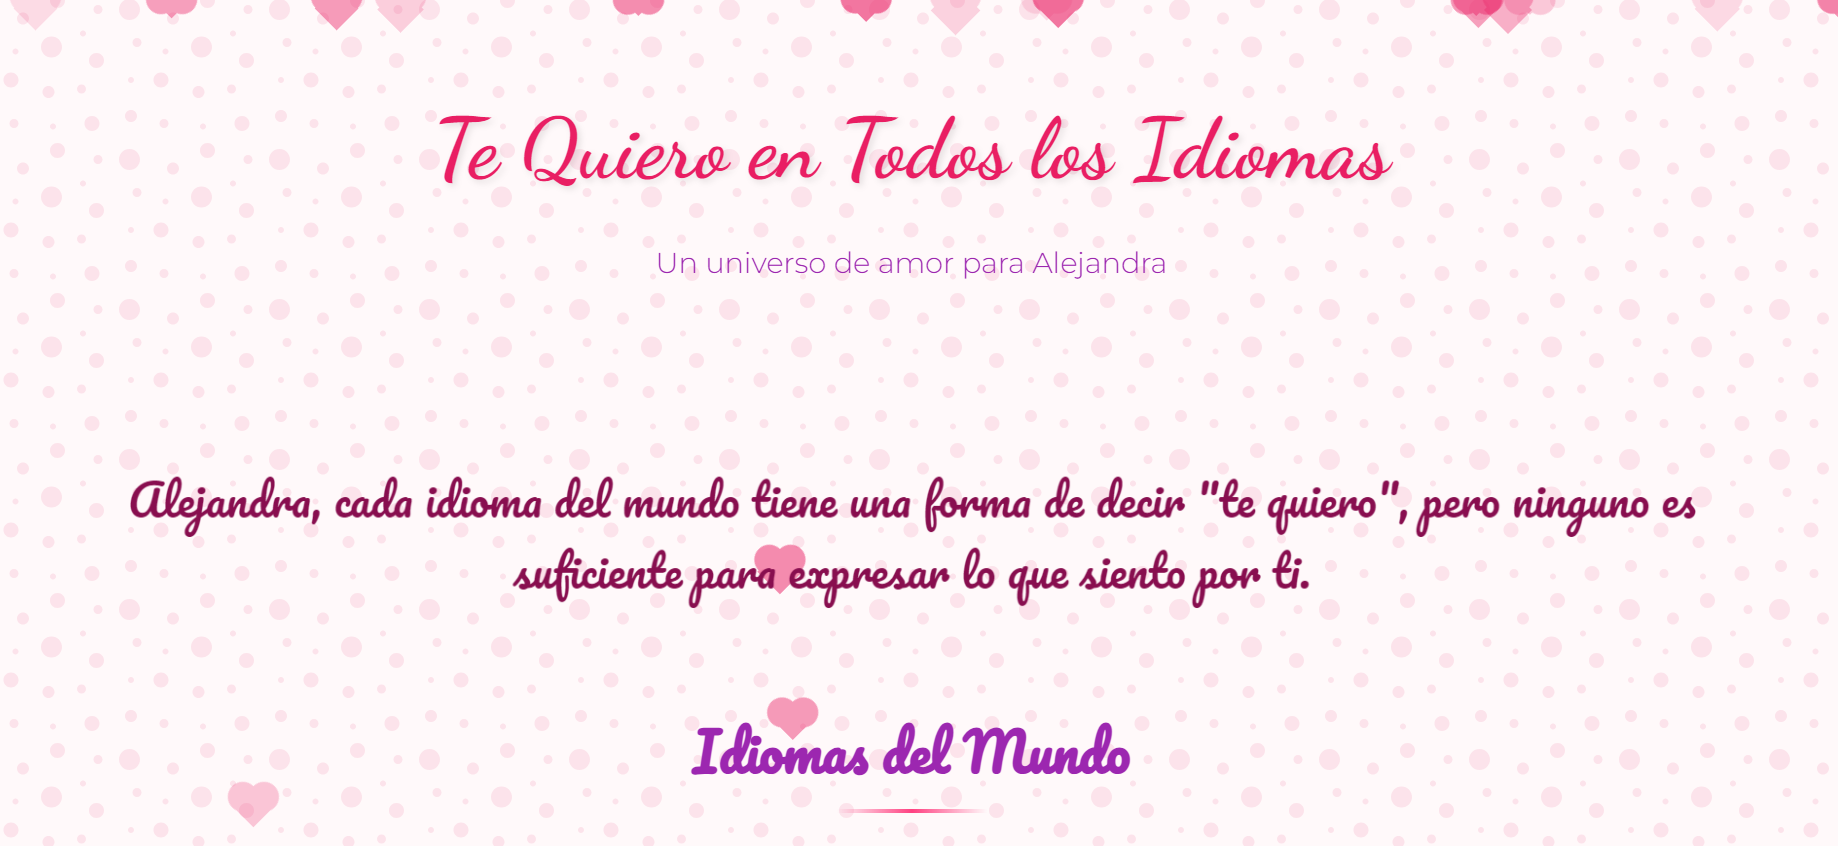 Te Quiero en Todos los Idiomas
Un universo de amor para Alejandra
Alejandra, cada idioma del mundo tiene una forma de decir "te quiero", pero ninguno es
suficiente para expresar lo que siento por ti.
Idiomas del Mundo